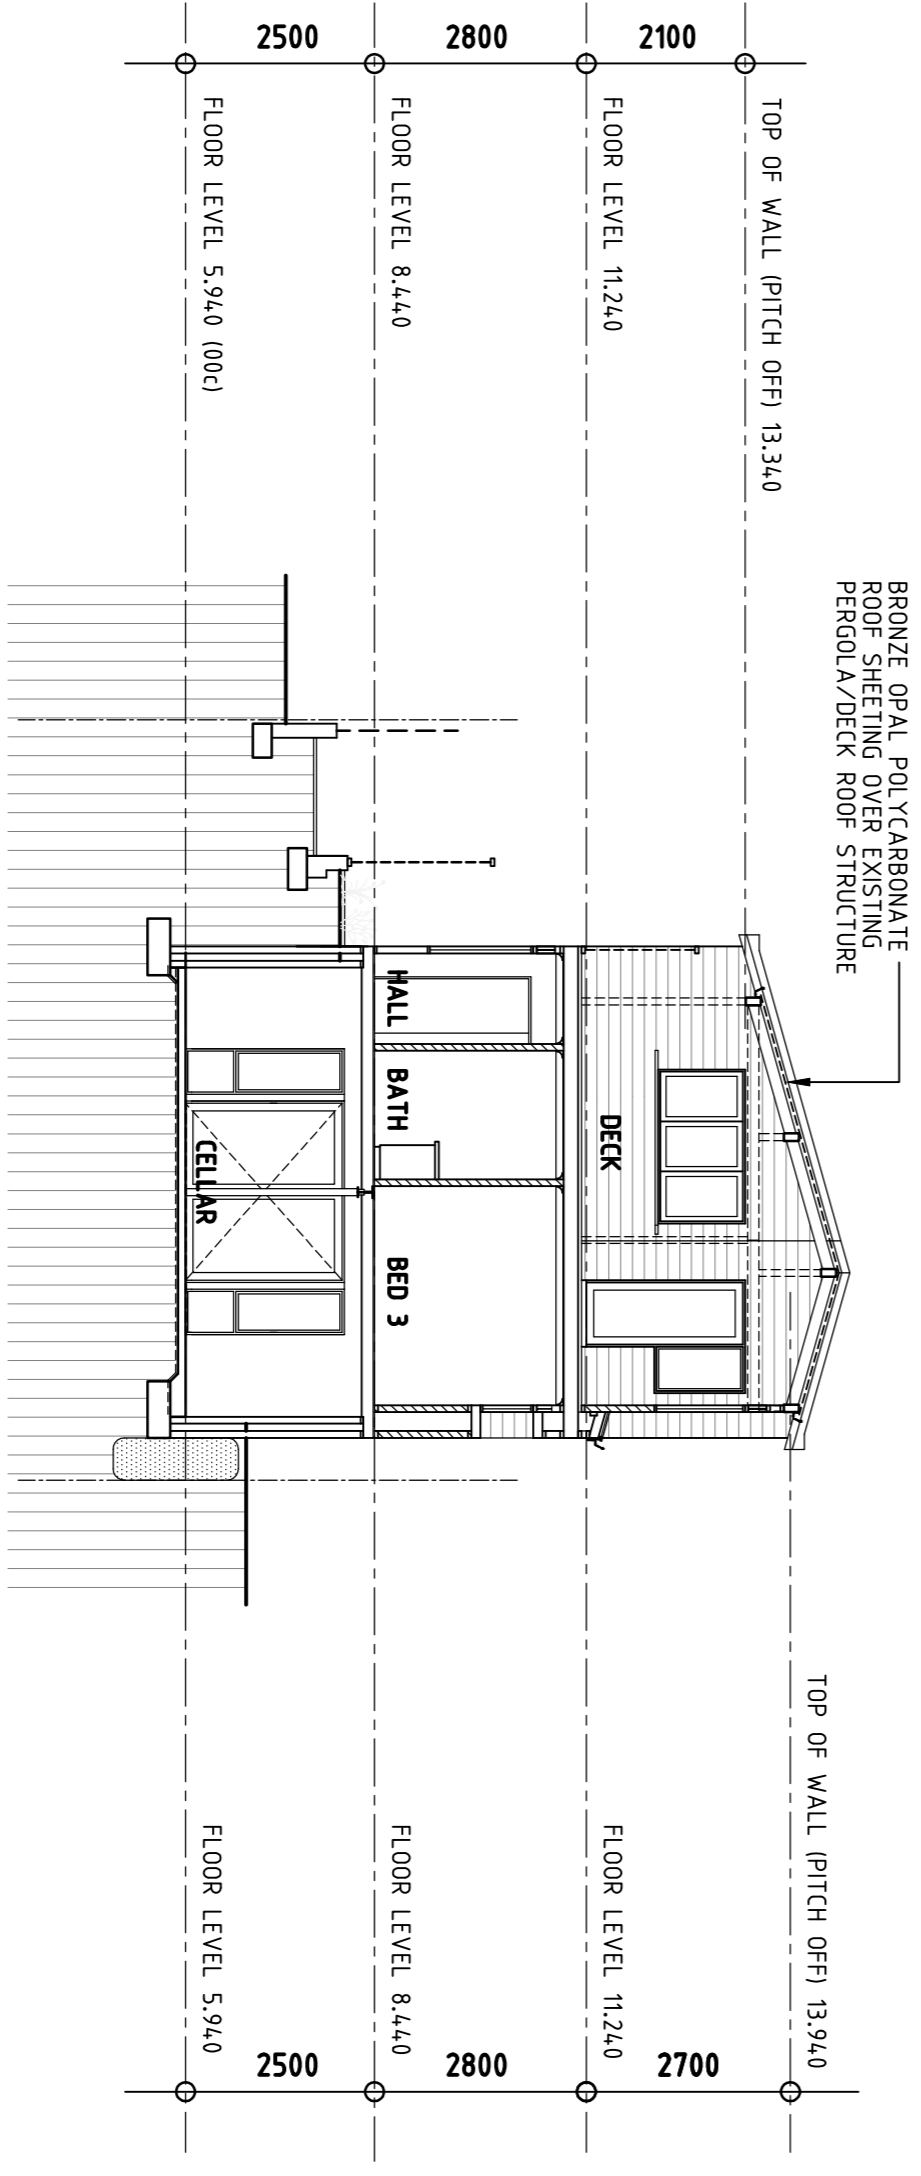 BRONZE OPAL POLYCARBONATE
ROOF SHEETING OVER EXISTING
PERGOLA/DECK ROOF STRUCTURE
TOP OF WALL (PITCH OFF) 13.340
TOP OF WALL (PITCH OFF) 13.940
2100
2700
FLOOR LEVEL 11.240
DECK
FLOOR LEVEL 11.240
2800
2800
FLOOR LEVEL 8.440
HALL
BATH
BED 3
FLOOR LEVEL 8.440
2500
2500
FLOOR LEVEL 5.940 (00c)
CELLAR
FLOOR LEVEL 5.940